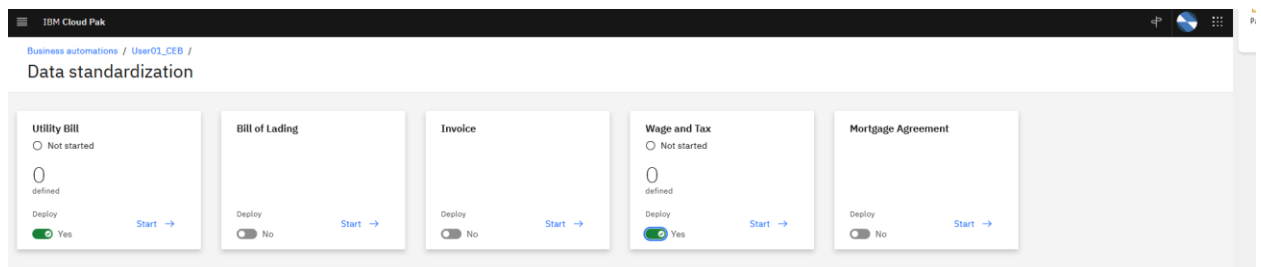 IBM Cloud Pak
Business automations / User01_CEB /
Data standardization
Utility Bill
Not started
0
defined
Deploy
Yes
Start →
Bill of Lading
Deploy
No
Start →
Invoice
Deploy
No
Start →
Wage and Tax
Not started
0
defined
Deploy
Yes
Start →
Mortgage Agreement
Deploy
No
Start →